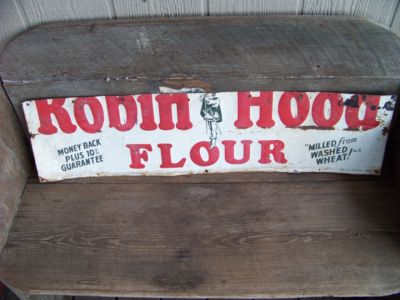 Robin Hood
FLOUR
MONEY BACK
PLUS 10%
GUARANTEE
"MILLED from
WASHED
WHEAT!"